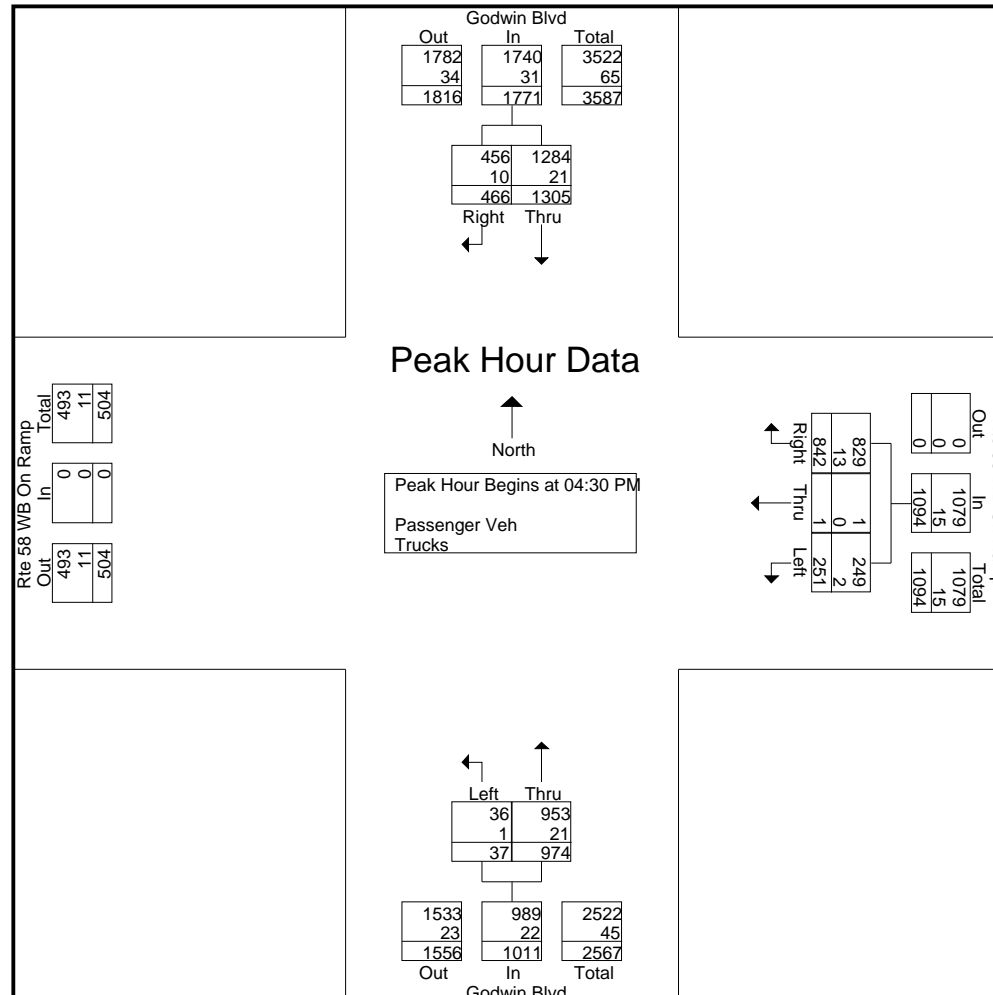 Godwin Blvd
Out In Total
1782 1740 3522
34 31 65
1816 1771 3587
456 1284
10 21
466 1305
Right Thru
Peak Hour Data
North
Peak Hour Begins at 04:30 PM
Passenger Veh
Trucks
Rte 58 WB On Ramp
Out In Total
493 0 493
11 0 11
504 0 504
Out In Total
0 1079 1079
0 15 15
0 1094 1094
829 1 249
13 0 2
842 1 251
Right Thru Left
Left Thru
36 953
1 21
37 974
1533 989 2522
23 22 45
1556 1011 2567
Out In Total
Godwin Blvd